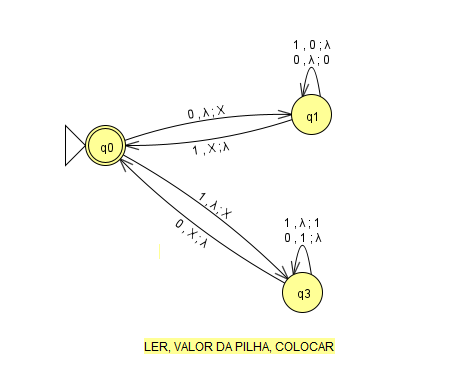 1 , 0 ; λ
0 , λ ; 0
q1
0 , λ ; X
1 , X ; λ
q0
1 , λ ; X
0 , X ; λ
1 , λ ; 1
0 , 1 ; λ
q3
LER, VALOR DA PILHA, COLOCAR